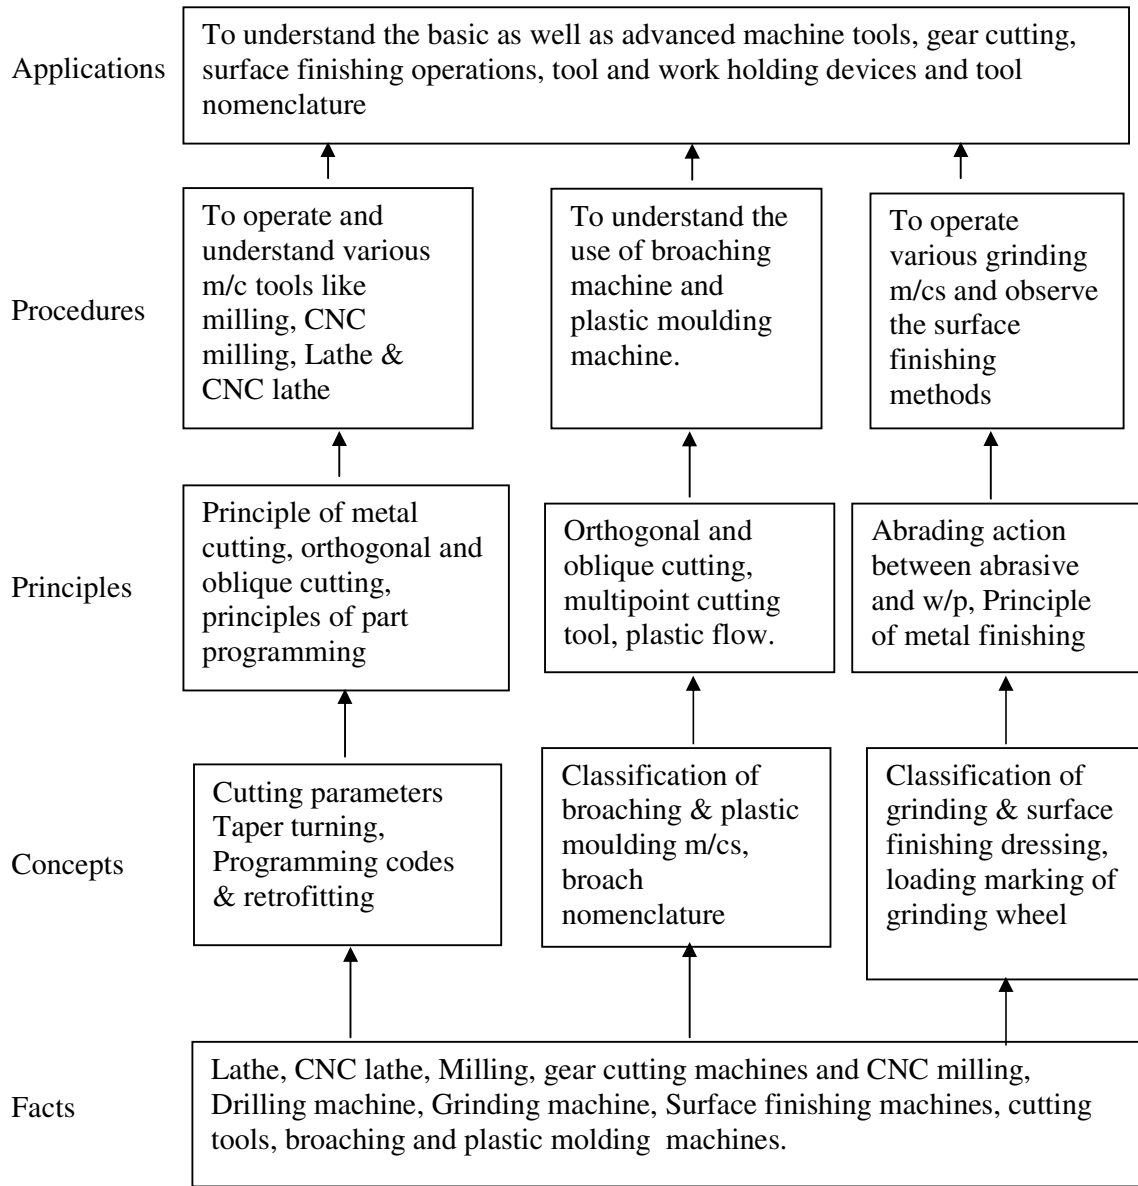 Applications
To understand the basic as well as advanced machine tools, gear cutting,
surface finishing operations, tool and work holding devices and tool
nomenclature
Procedures
To operate and
understand various
m/c tools like
milling, CNC
milling, Lathe &
CNC lathe
To understand the
use of broaching
machine and
plastic moulding
machine.
To operate
various grinding
m/cs and observe
the surface
finishing
methods
Principles
Principle of metal
cutting, orthogonal and
oblique cutting,
principles of part
programming
Orthogonal and
oblique cutting,
multipoint cutting
tool, plastic flow.
Abrading action
between abrasive
and w/p, Principle
of metal finishing
Concepts
Cutting parameters
Taper turning,
Programming codes
& retrofitting
Classification of
broaching & plastic
moulding m/cs,
broach
nomenclature
Classification of
grinding & surface
finishing dressing,
loading marking of
grinding wheel
Facts
Lathe, CNC lathe, Milling, gear cutting machines and CNC milling,
Drilling machine, Grinding machine, Surface finishing machines, cutting
tools, broaching and plastic molding  machines.